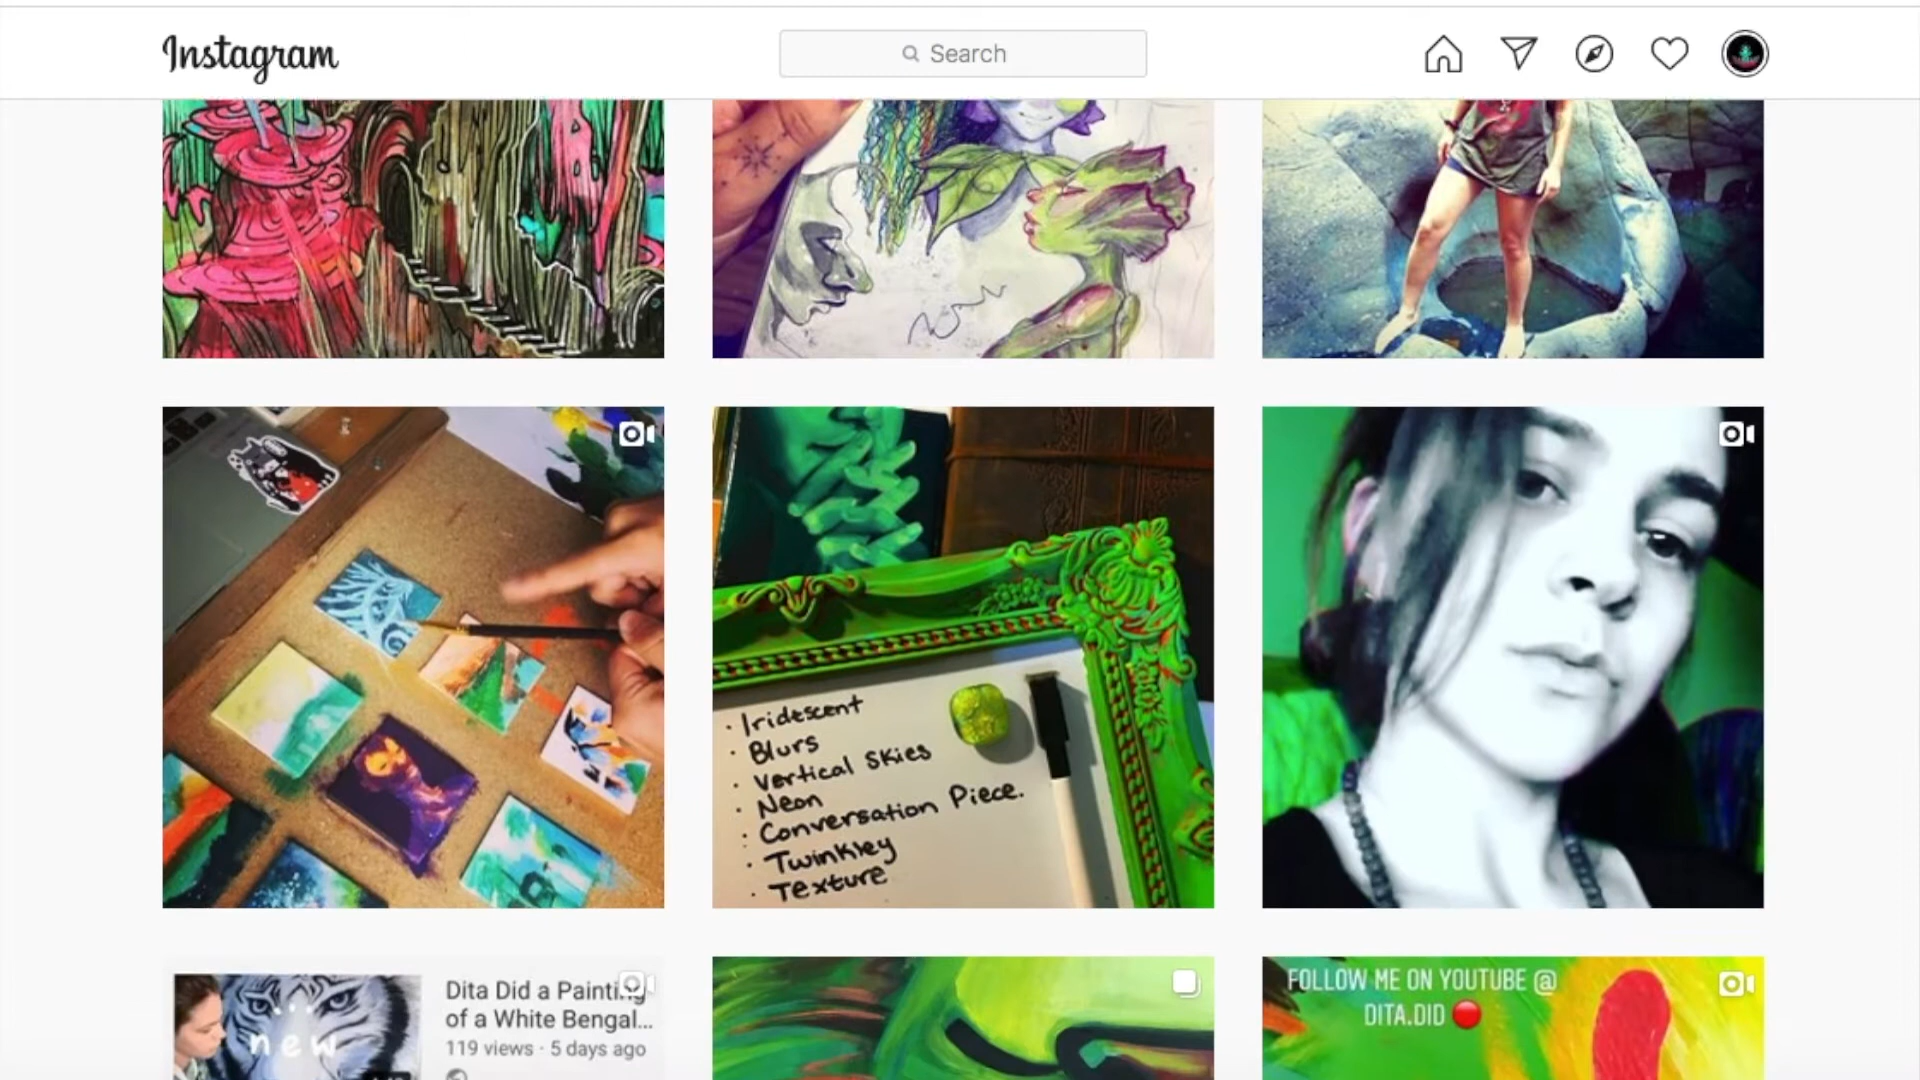 Instagram
Search
· Iridescent
· Blurs
· vertical skies
· Neon
· Conversation Piece.
· Twinkley
· Texture
Dita Did a Painting
of a White Bengal...
119 views · 5 days ago
new
FOLLOW ME ON YOUTUBE @
DITA.DID